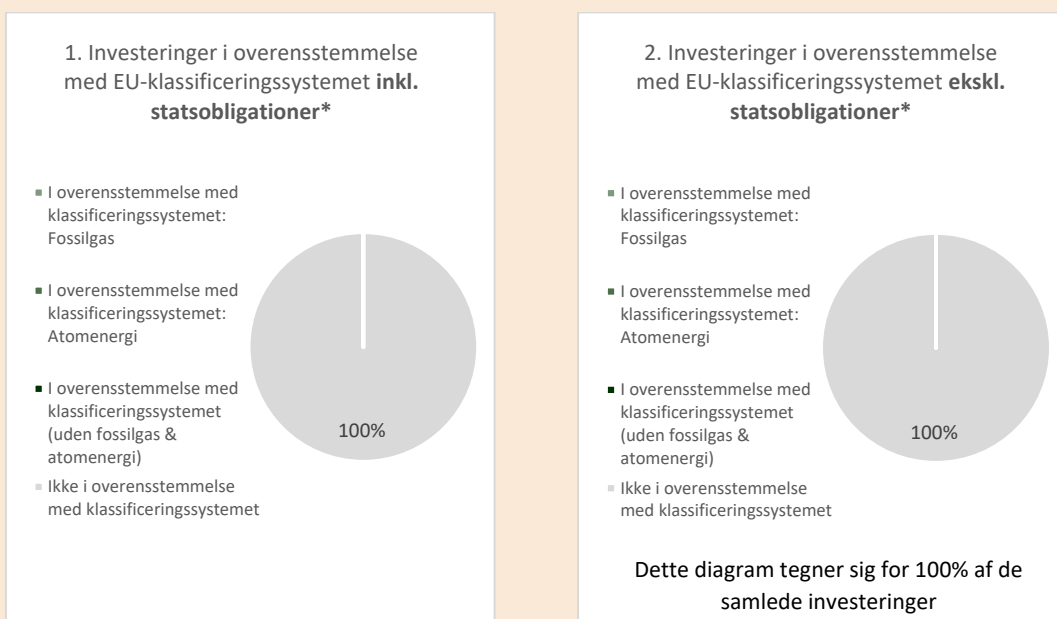 1. Investeringer i overensstemmelse
med EU-klassificeringssystemet inkl.
statsobligationer*
I overensstemmelse med
klassificeringssystemet:
Fossilgas
I overensstemmelse med
klassificeringssystemet:
Atomenergi
I overensstemmelse med
klassificeringssystemet
(uden fossilgas &
atomenergi)
Ikke i overensstemmelse
med klassificeringssystemet
100%
2. Investeringer i overensstemmelse
med EU-klassificeringssystemet ekskl.
statsobligationer*
I overensstemmelse med
klassificeringssystemet:
Fossilgas
I overensstemmelse med
klassificeringssystemet:
Atomenergi
I overensstemmelse med
klassificeringssystemet
(uden fossilgas &
atomenergi)
Ikke i overensstemmelse
med klassificeringssystemet
100%
Dette diagram tegner sig for 100% af de
samlede investeringer